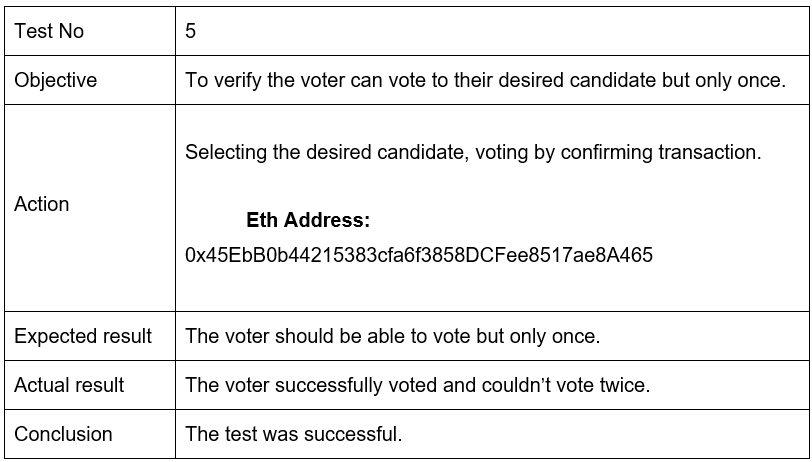 Test No 5
Objective To verify the voter can vote to their desired candidate but only once.
Selecting the desired candidate, voting by confirming transaction.
Action
Eth Address:
0x45EbB0b44215383cfa6f3858DCFee8517ae8A465
Expected result The voter should be able to vote but only once.
Actual result The voter successfully voted and couldn’t vote twice.
Conclusion The test was successful.